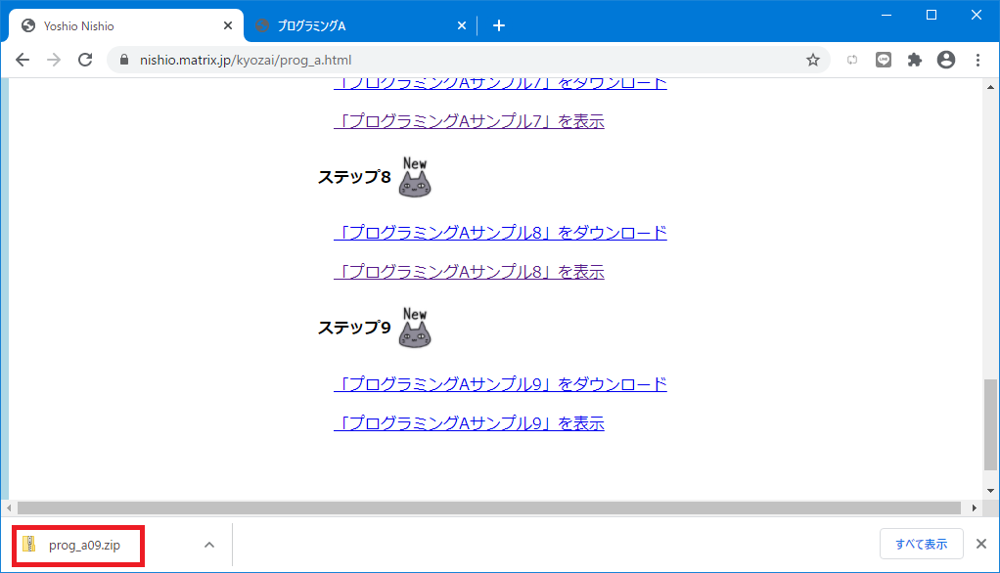 Yoshio Nishio
プログラミングA
nishio.matrix.jp/kyozai/prog_a.html
「プログラミングAサンプル7」をダウンロード
「プログラミングAサンプル7」を表示
New
ステップ8
「プログラミングAサンプル8」をダウンロード
「プログラミングAサンプル8」を表示
New
ステップ9
「プログラミングAサンプル9」をダウンロード
「プログラミングAサンプル9」を表示
prog_a09.zip
すべて表示